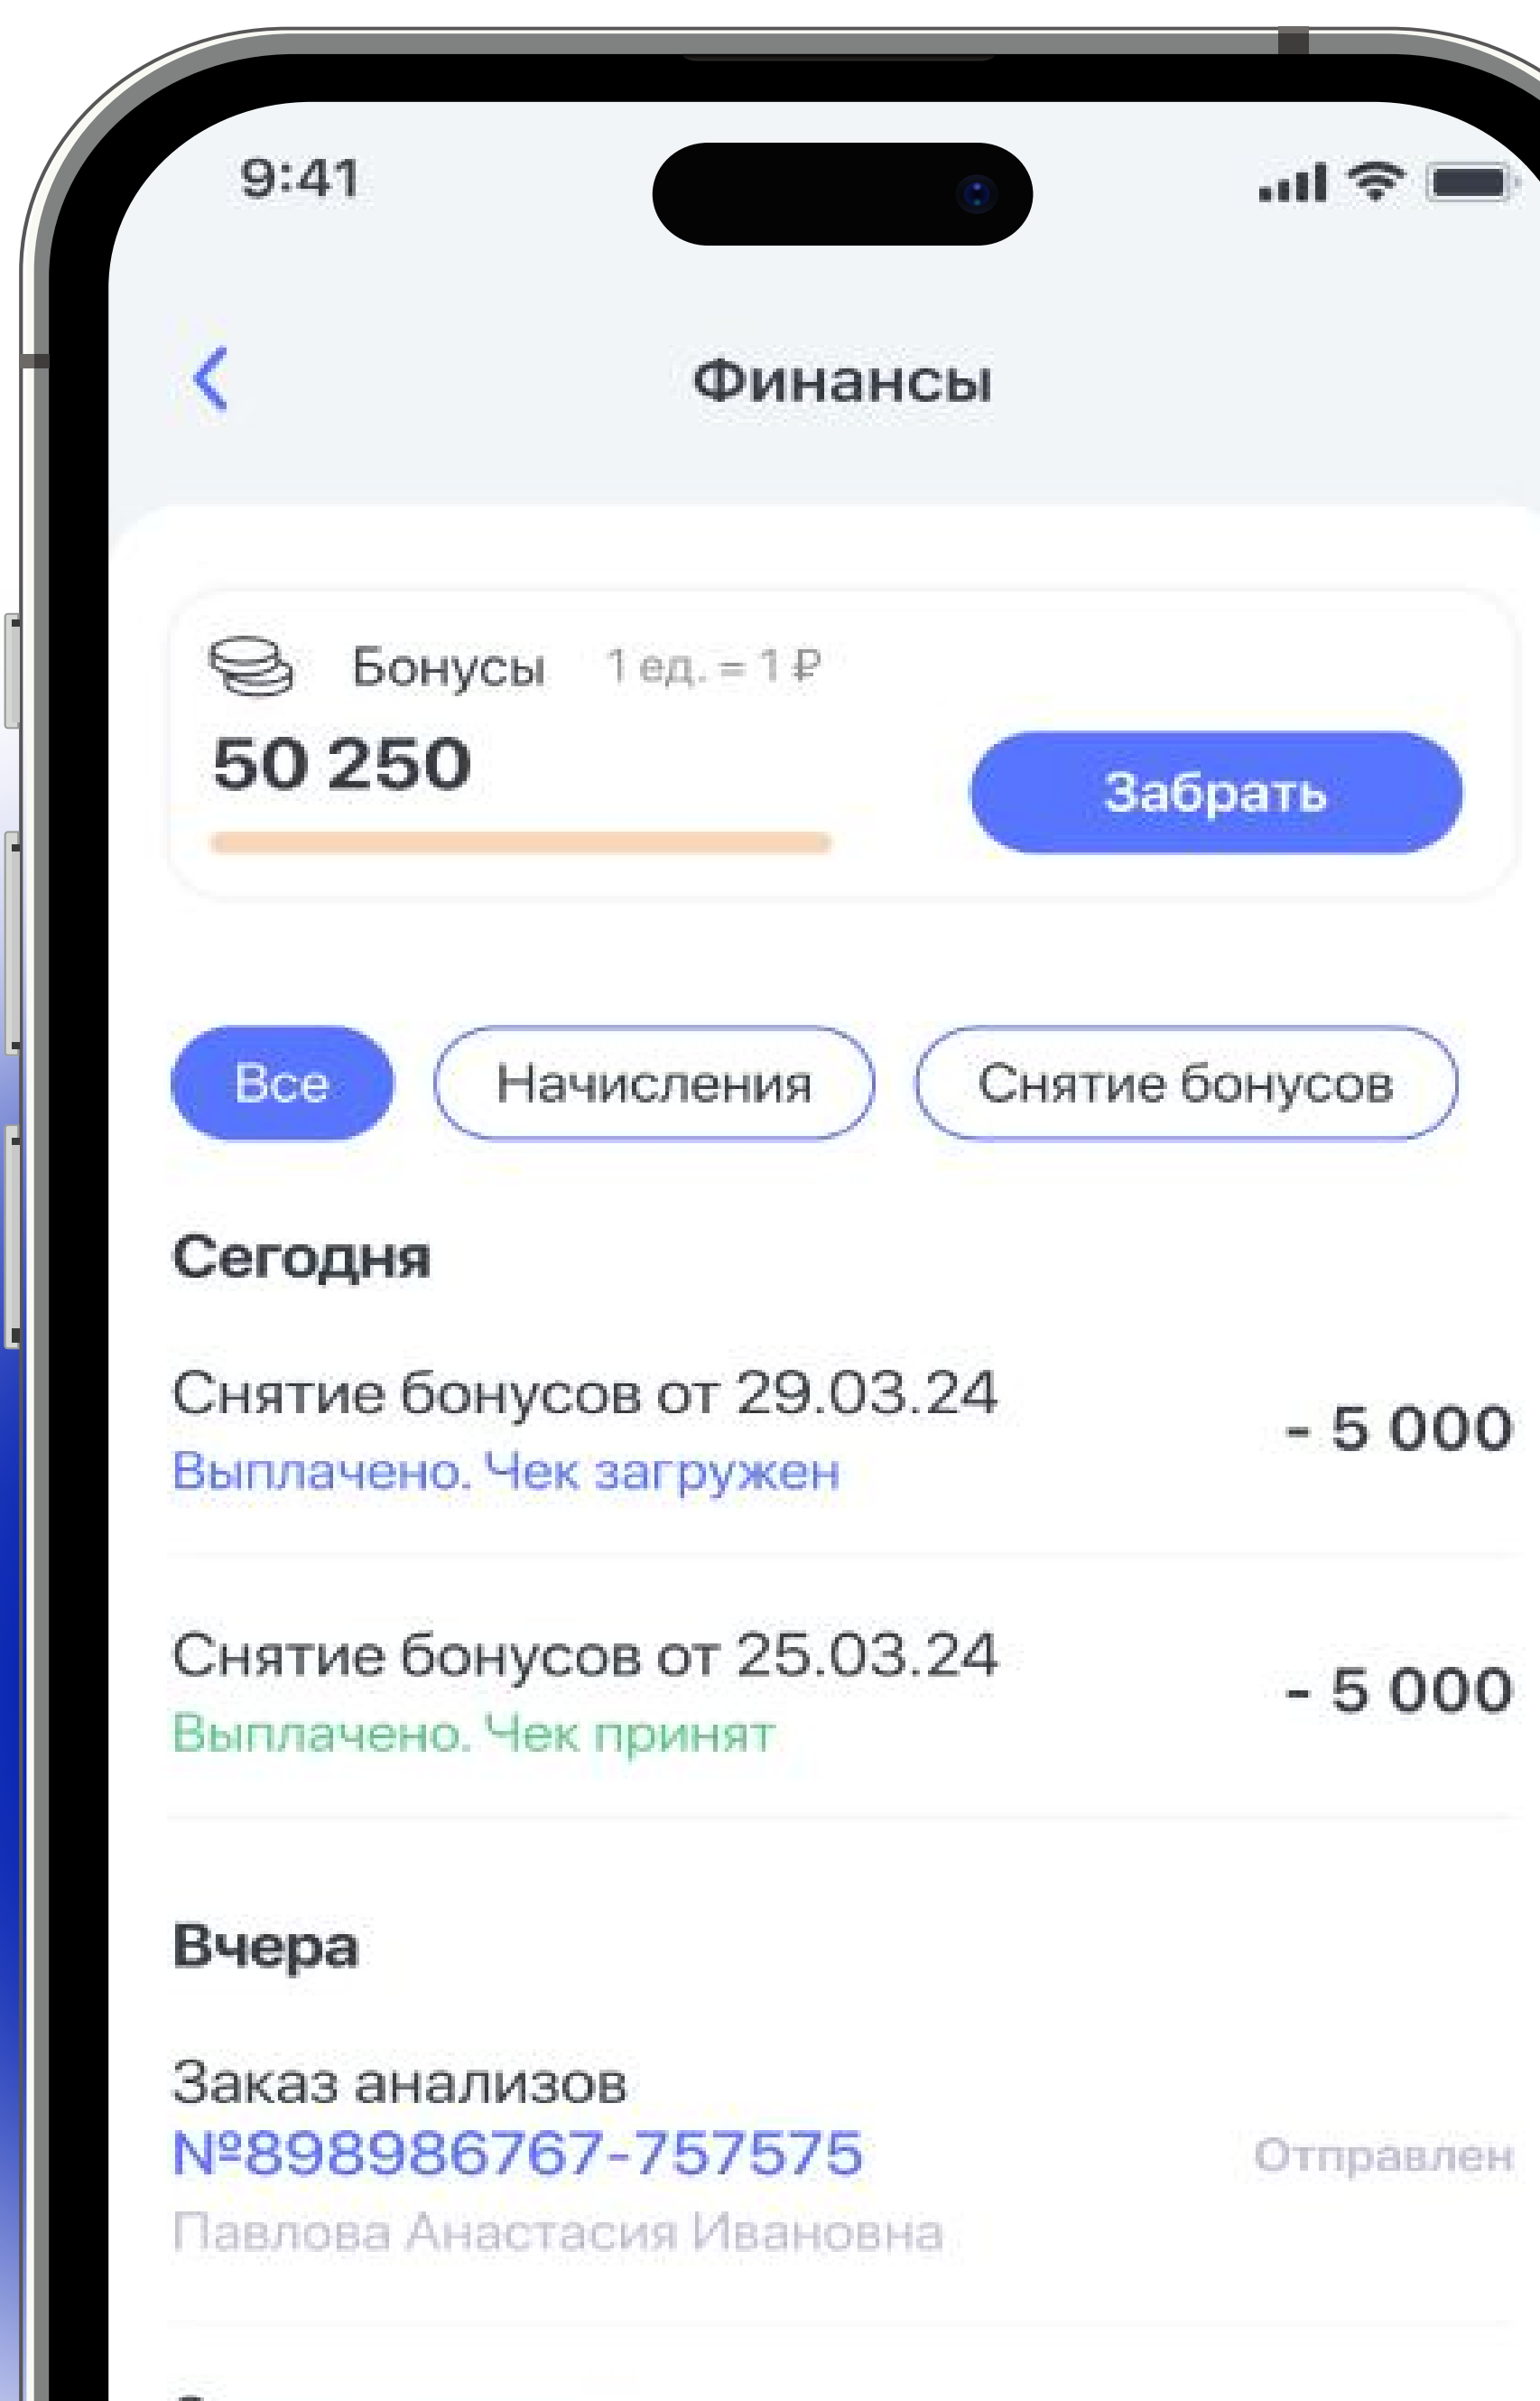 9:41
Финансы
Бонусы 1 ед. = 1 ₽
50 250
Забрать
Все Начисления Снятие бонусов
Сегодня
Снятие бонусов от 29.03.24
- 5 000
Выплачено. Чек загружен
Снятие бонусов от 25.03.24
- 5 000
Выплачено. Чек принят
Вчера
Заказ анализов
№898986767-757575
Отправлен
Павлова Анастасия Ивановна